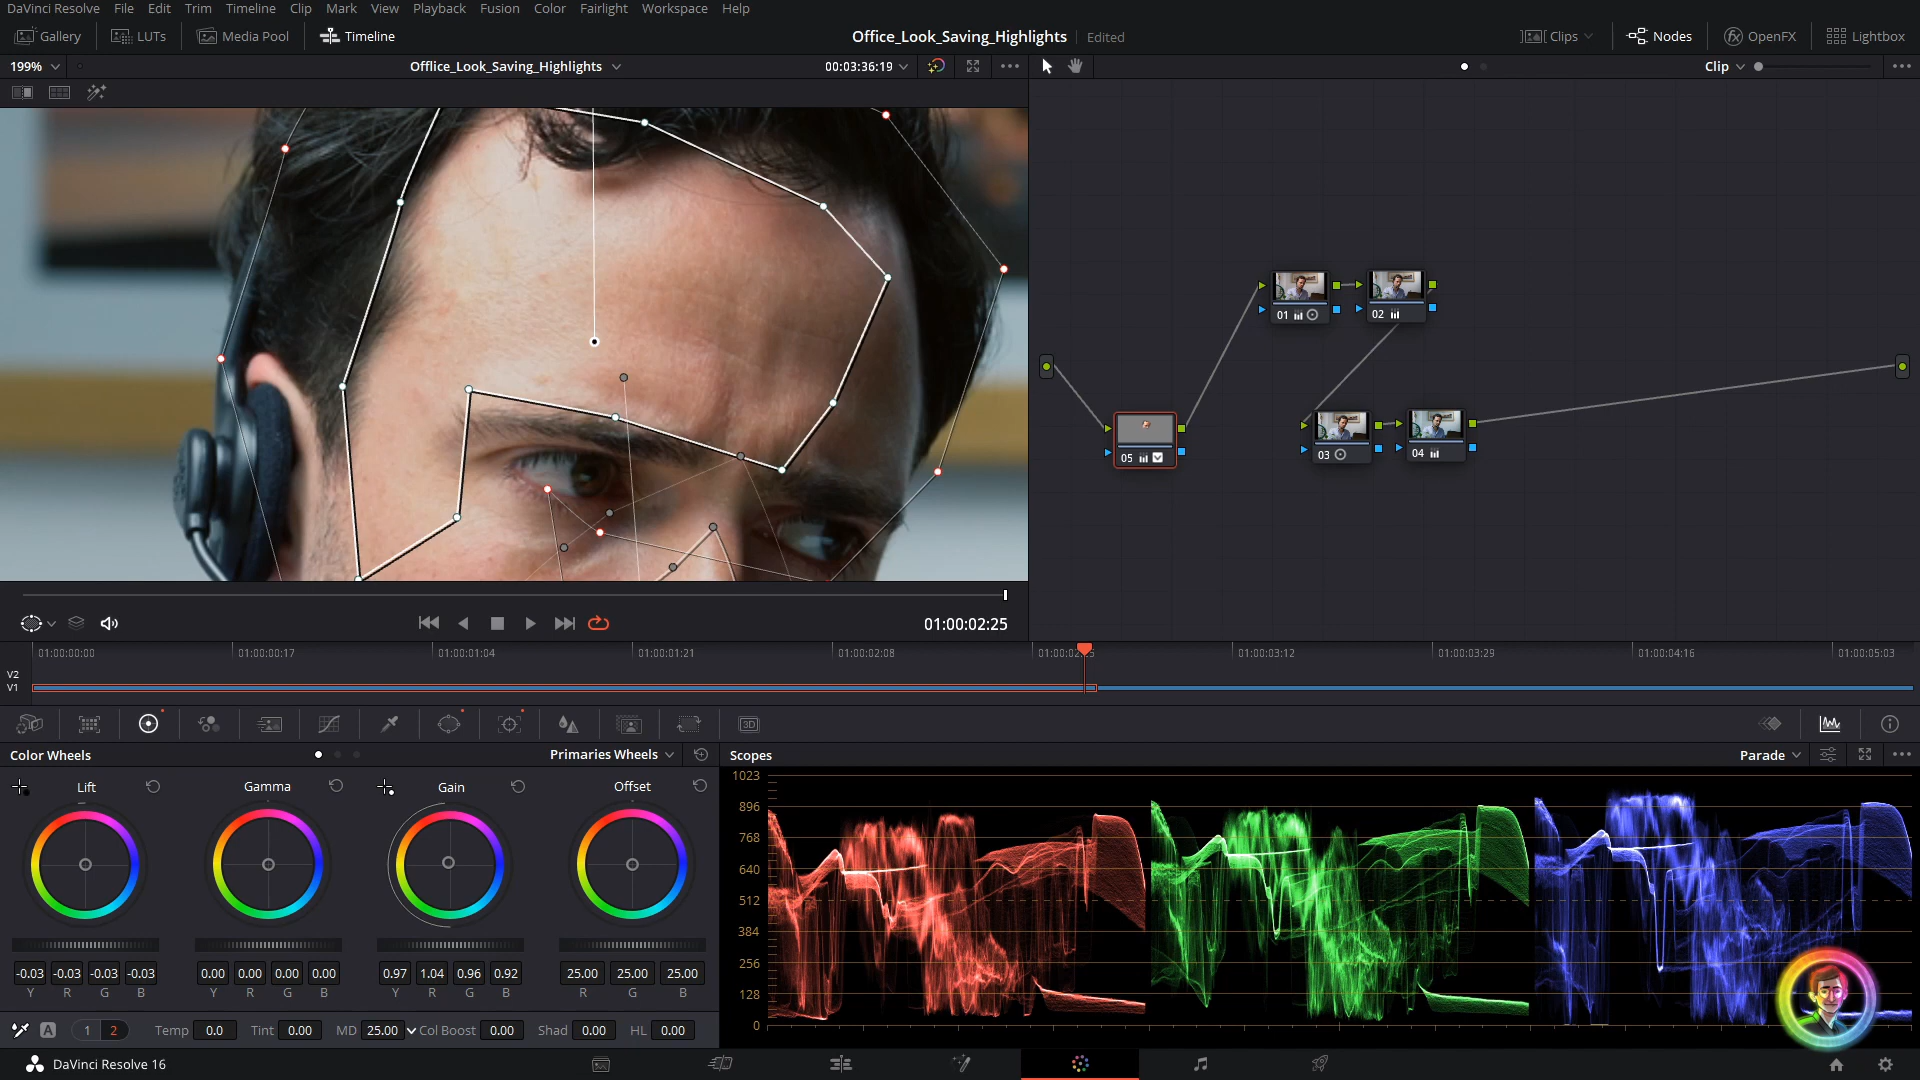 DaVinci Resolve File Edit Trim Timeline Clip Mark View Playback Fusion Color Fairlight Workspace Help
Gallery LUTs Media Pool Timeline Office_Look_Saving_Highlights Edited Clips Nodes OpenFX Lightbox
199% Offlice_Look_Saving_Highlights 00:03:36:19 Clip
01 02
05 03 04
01:00:02:25
01:00:00:00 01:00:00:17 01:00:01:04 01:00:01:21 01:00:02:08 01:00:03:12 01:00:03:29 01:00:04:16 01:00:05:03
V2
V1
3D
Color Wheels Primaries Wheels Scopes Parade
Lift Gamma Gain Offset
1023
896
768
640
512
384
256
128
0
-0.03 -0.03 -0.03 -0.03 0.00 0.00 0.00 0.00 0.97 1.04 0.96 0.92 25.00 25.00 25.00
Y R G B Y R G B Y R G B R G B
A 1 2 Temp 0.0 Tint 0.00 MD 25.00 Col Boost 0.00 Shad 0.00 HL 0.00
DaVinci Resolve 16